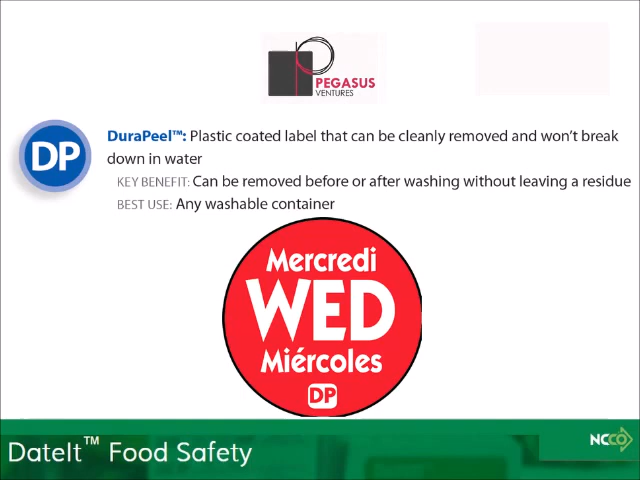 PEGASUS
VENTURES
DP
DuraPeel™: Plastic coated label that can be cleanly removed and won't break
down in water
KEY BENEFIT: Can be removed before or after washing without leaving a residue
BEST USE: Any washable container
Mercredi
WED
Miércoles
DP
DateIt™ Food Safety
NCCO